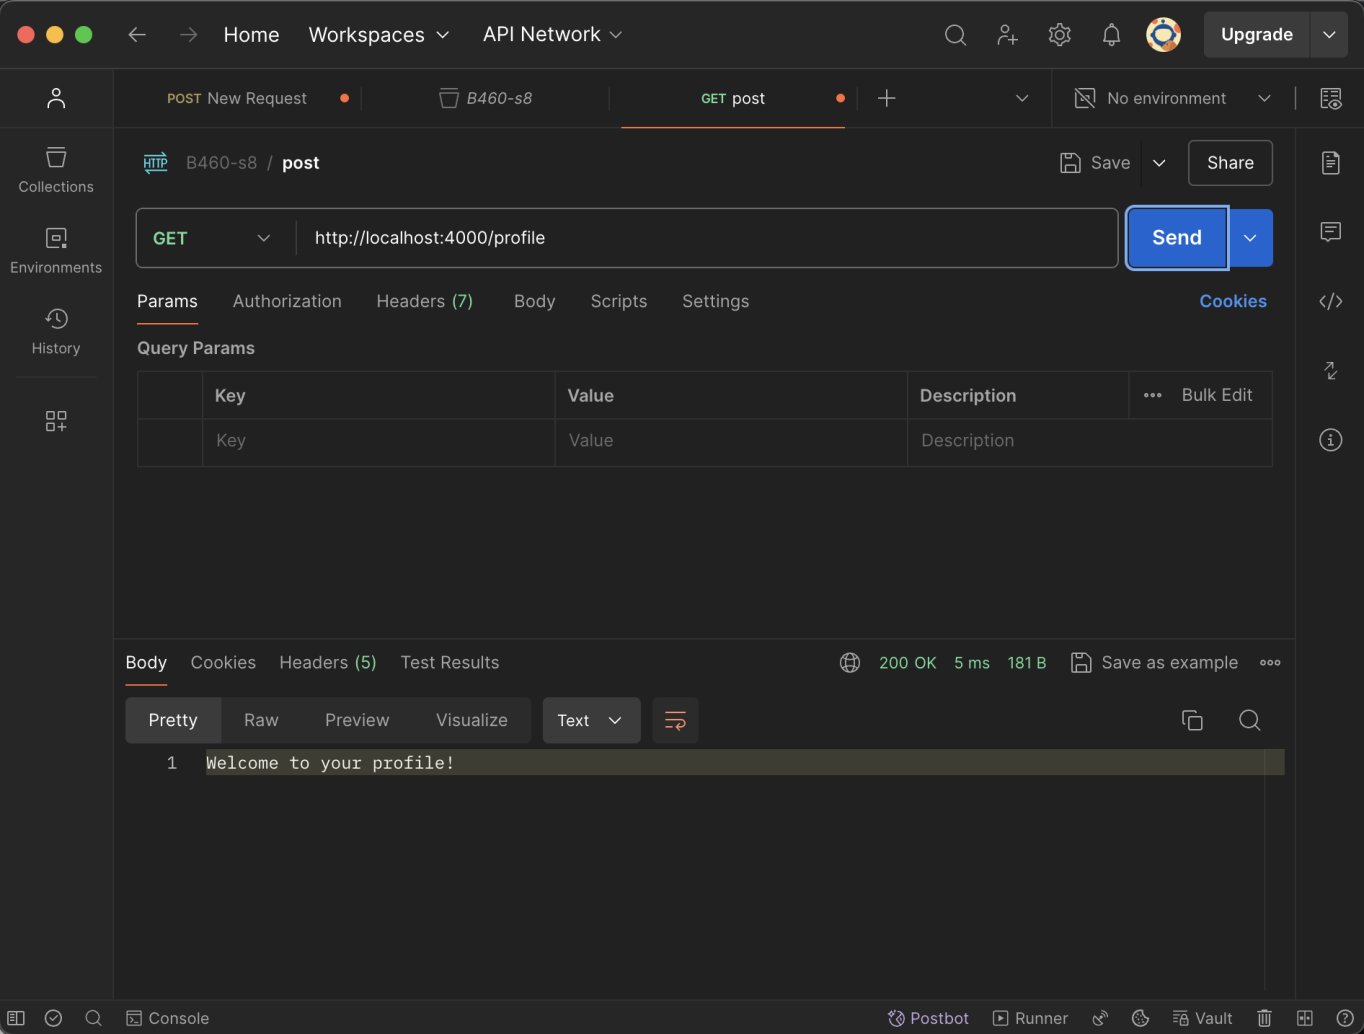 Home Workspaces API Network Upgrade
POST New Request B460-s8 GET post No environment
HTTP B460-s8 / post Save Share
Collections
GET http://localhost:4000/profile Send
Environments
Params Authorization Headers (7) Body Scripts Settings Cookies
History
Query Params
Key Value Description Bulk Edit
Key Value Description
Body Cookies Headers (5) Test Results 200 OK 5 ms 181 B Save as example
Pretty Raw Preview Visualize Text
1 Welcome to your profile!
Console Postbot Runner Vault